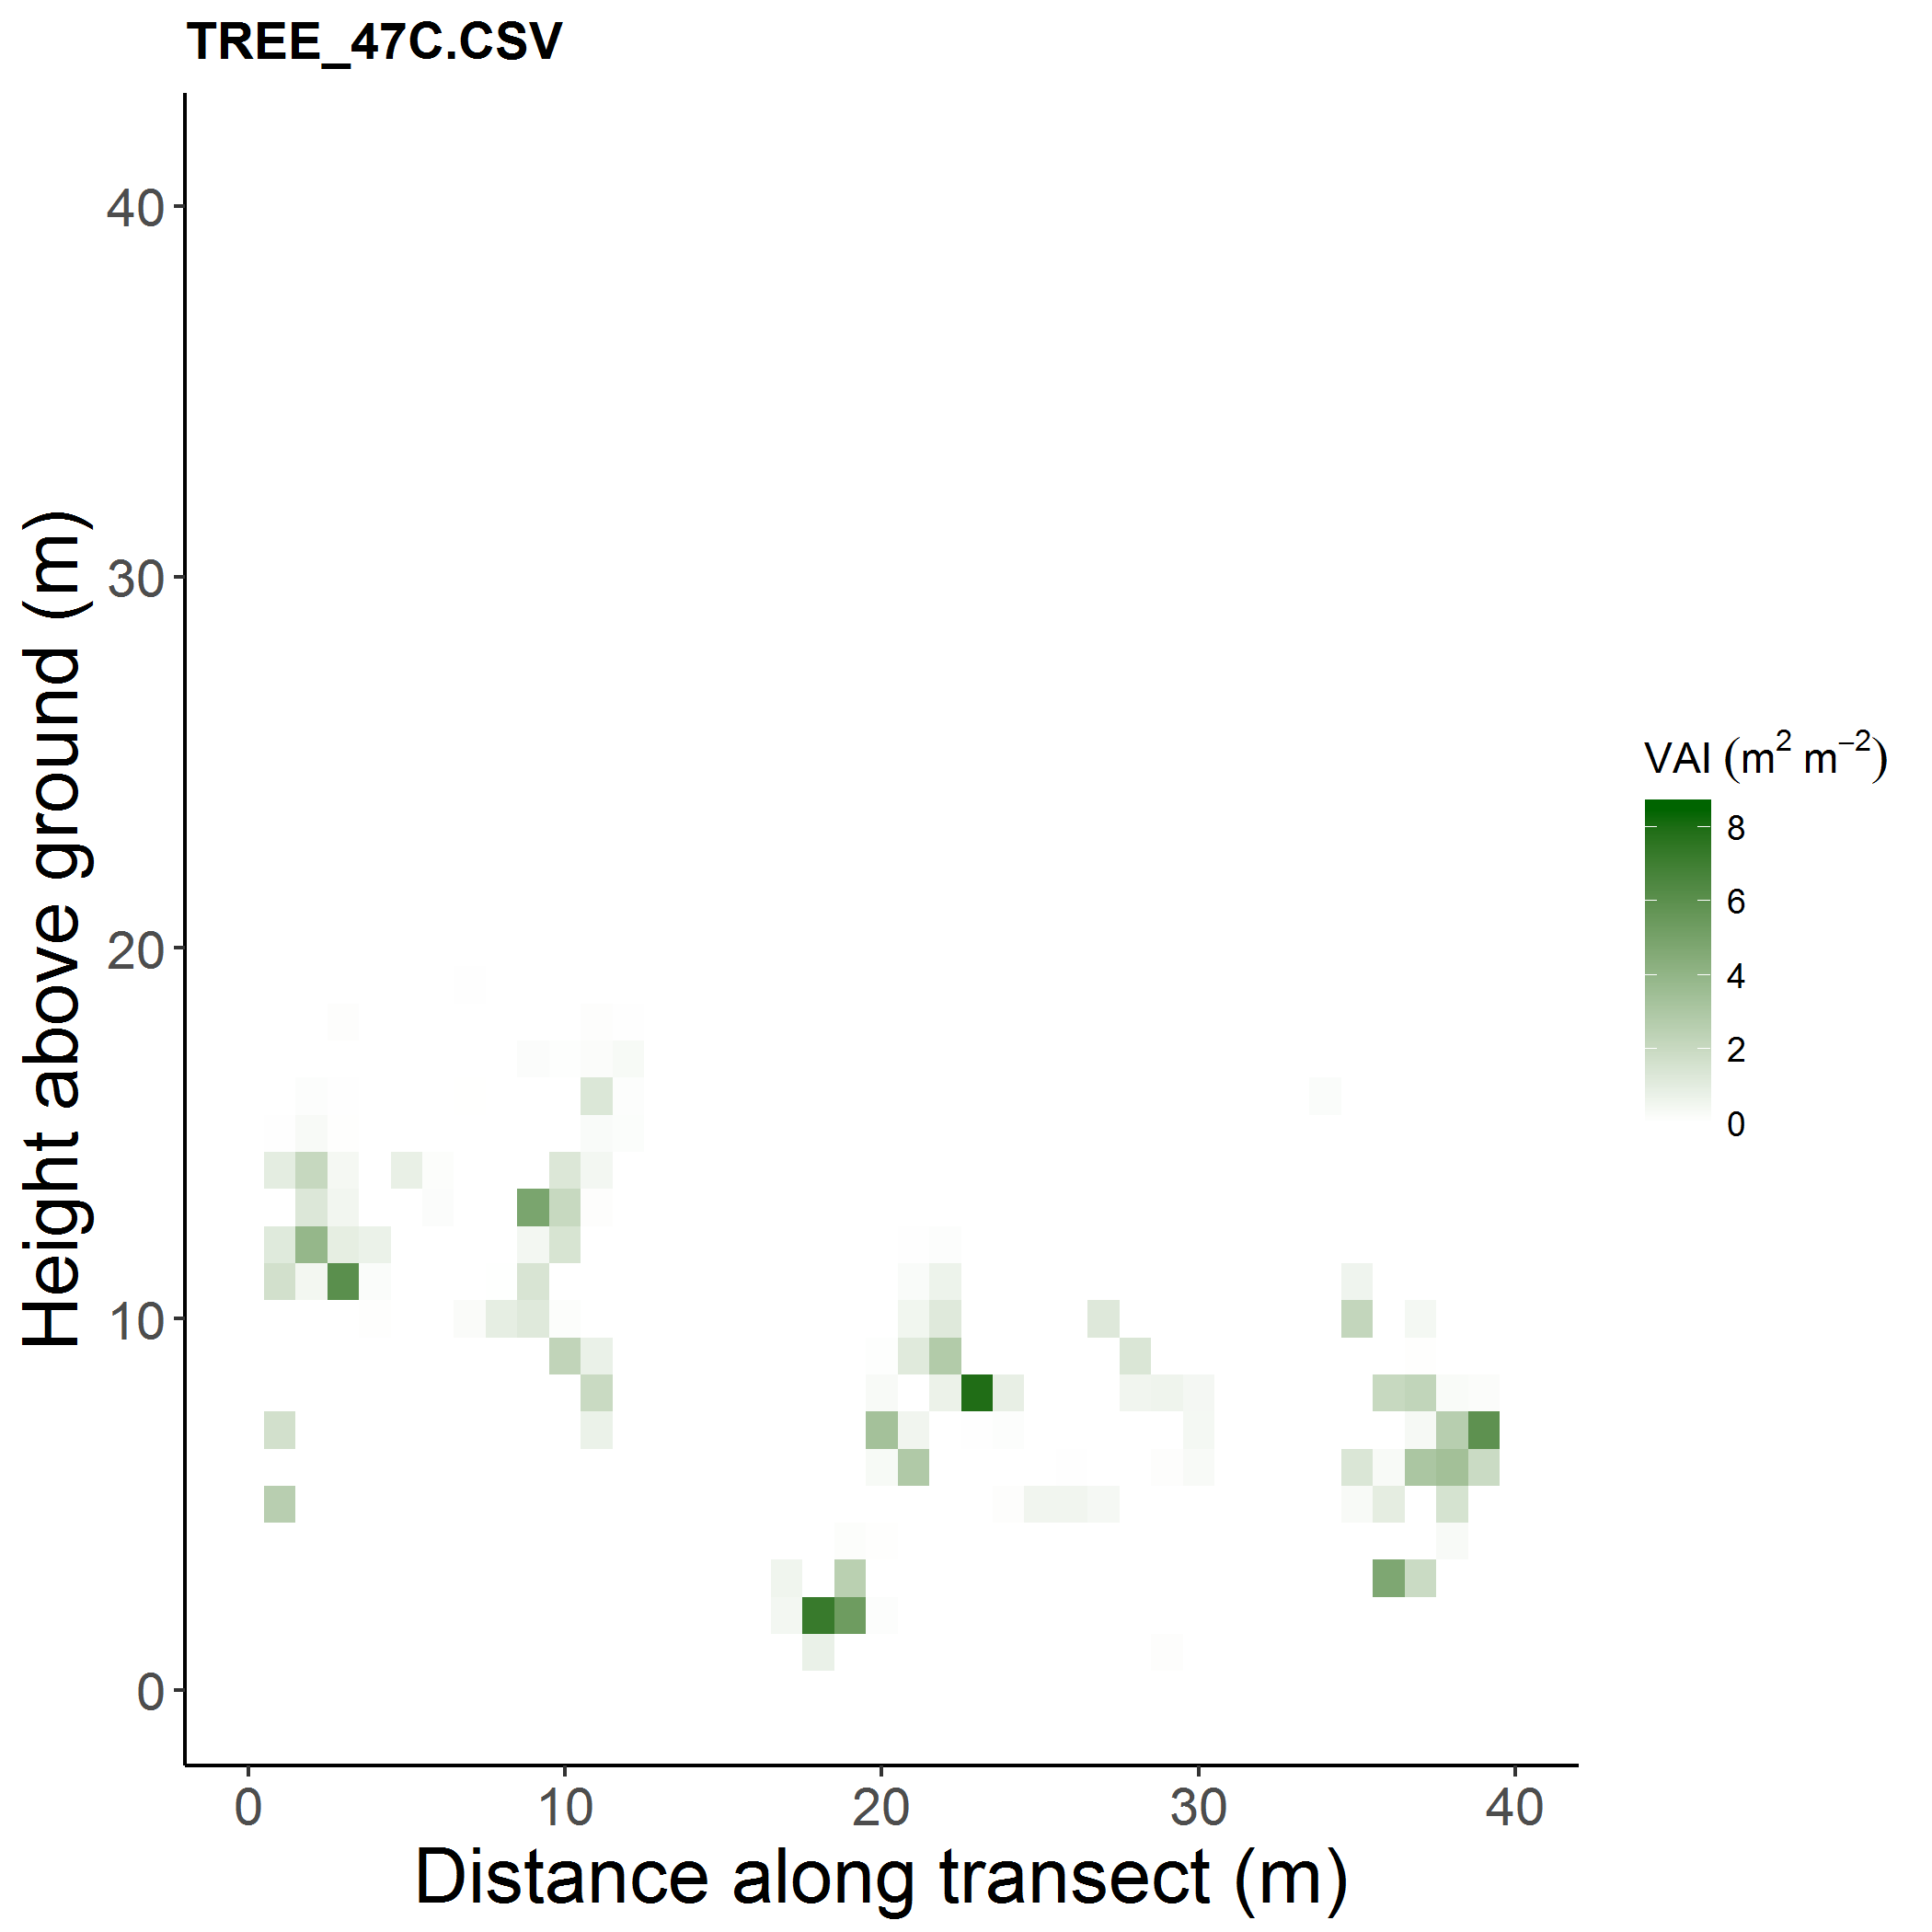 TREE_47C.CSV
40
30
20
10
0
Height above ground (m)
0 10 20 30 40
Distance along transect (m)
VAI (m² m⁻²)
8
6
4
2
0